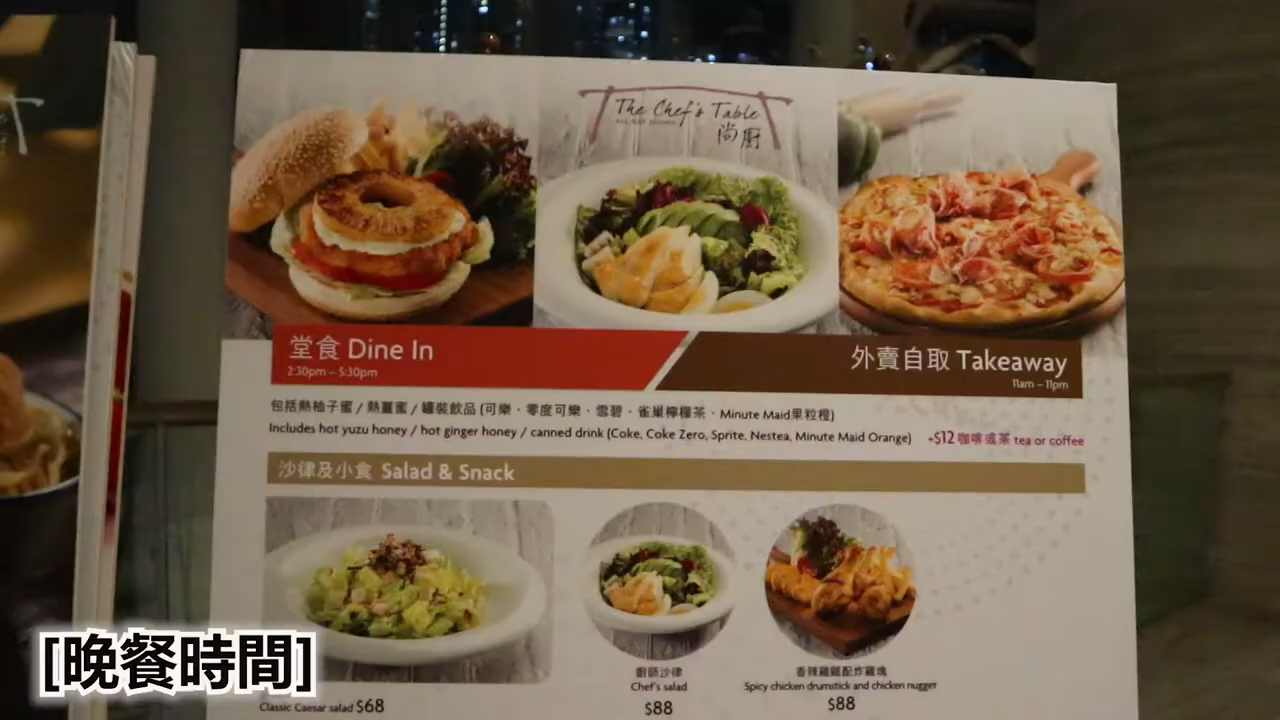 The Chef's Table
尚廚
堂食 Dine In
2:30pm – 5:30pm
外賣自取 Takeaway
11am – 11pm
包括熱柚子蜜 / 熱薑蜜 / 罐裝飲品 (可樂、零度可樂、雪碧、雀巢檸檬茶、Minute Maid果粒橙)
Includes hot yuzu honey / hot ginger honey / canned drink (Coke, Coke Zero, Sprite, Nestea, Minute Maid Orange)
+$12 咖啡或茶 tea or coffee
沙律及小食 Salad & Snack
Classic Caesar salad $68
廚師沙律
Chef's salad
$88
香辣雞鎚配炸雞塊
Spicy chicken drumstick and chicken nugget
$88
[晚餐時間]